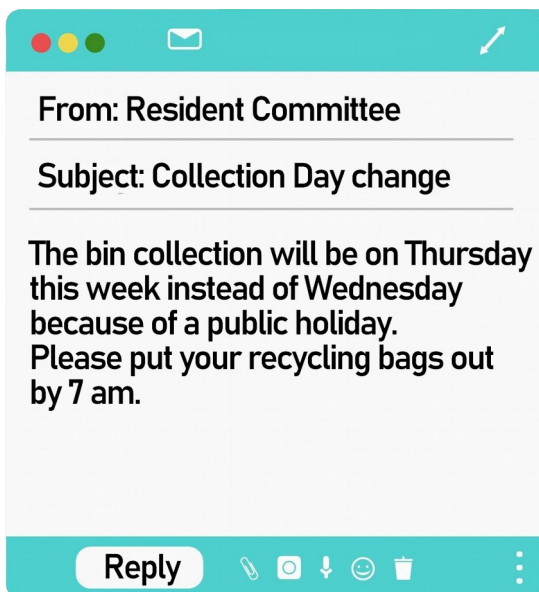 From: Resident Committee
Subject: Collection Day change
The bin collection will be on Thursday
this week instead of Wednesday
because of a public holiday.
Please put your recycling bags out
by 7 am.
Reply